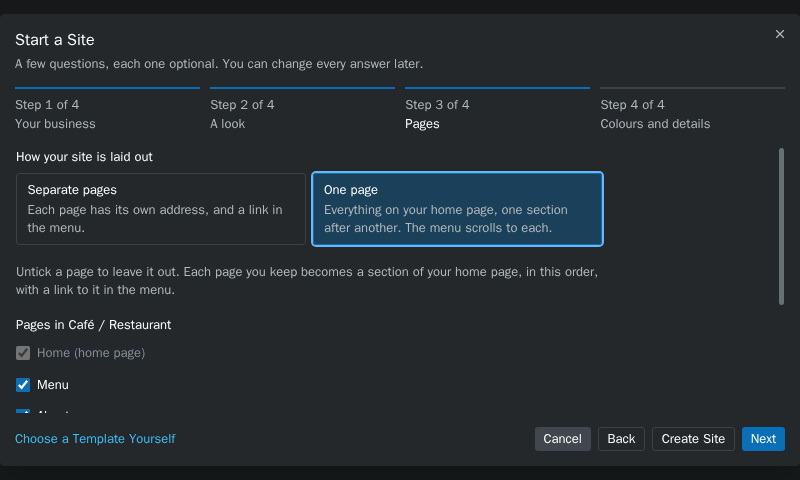 Start a Site
A few questions, each one optional. You can change every answer later.
Step 1 of 4
Your business
Step 2 of 4
A look
Step 3 of 4
Pages
Step 4 of 4
Colours and details
How your site is laid out
Separate pages
Each page has its own address, and a link in
the menu.
One page
Everything on your home page, one section
after another. The menu scrolls to each.
Untick a page to leave it out. Each page you keep becomes a section of your home page, in this order,
with a link to it in the menu.
Pages in Café / Restaurant
Home (home page)
Menu
Choose a Template Yourself
Cancel
Back
Create Site
Next